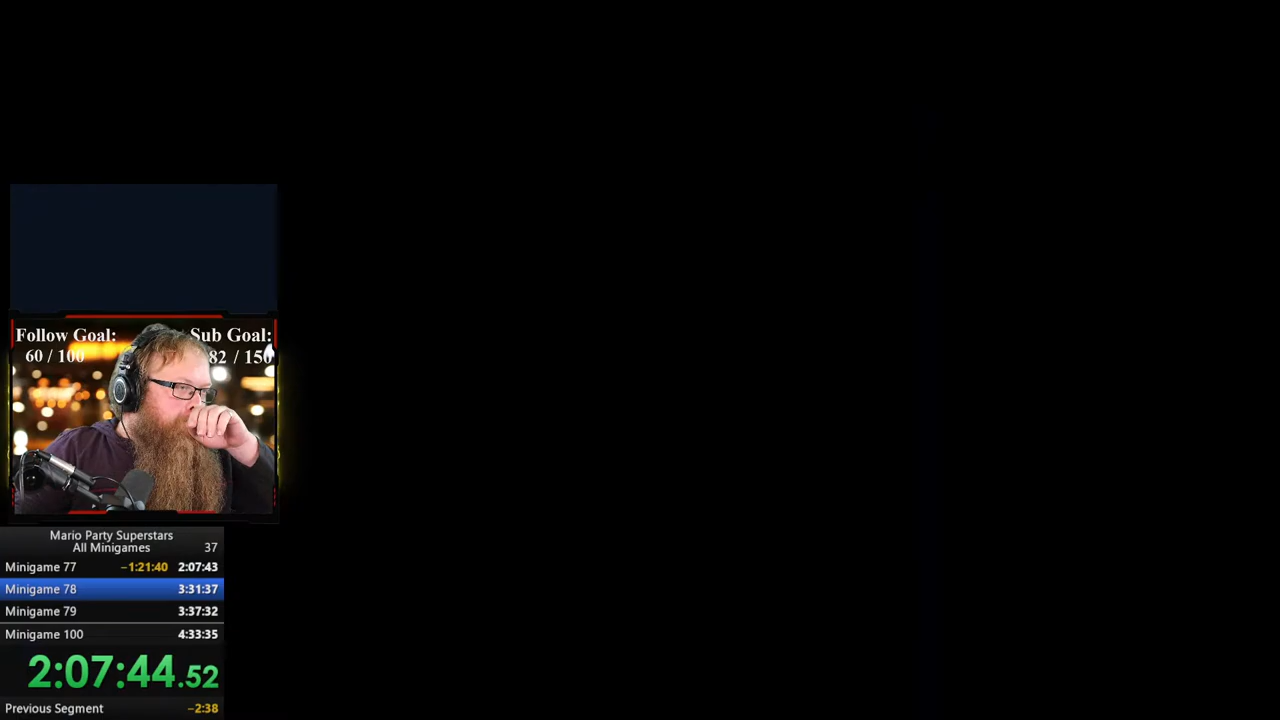 Follow Goal: Sub Goal:
60 / 100 82 / 150
Mario Party Superstars
All Minigames 37
Minigame 77 −1:21:40 2:07:43
Minigame 78 3:31:37
Minigame 79 3:37:32
Minigame 100 4:33:35
2:07:44.52
Previous Segment −2:38